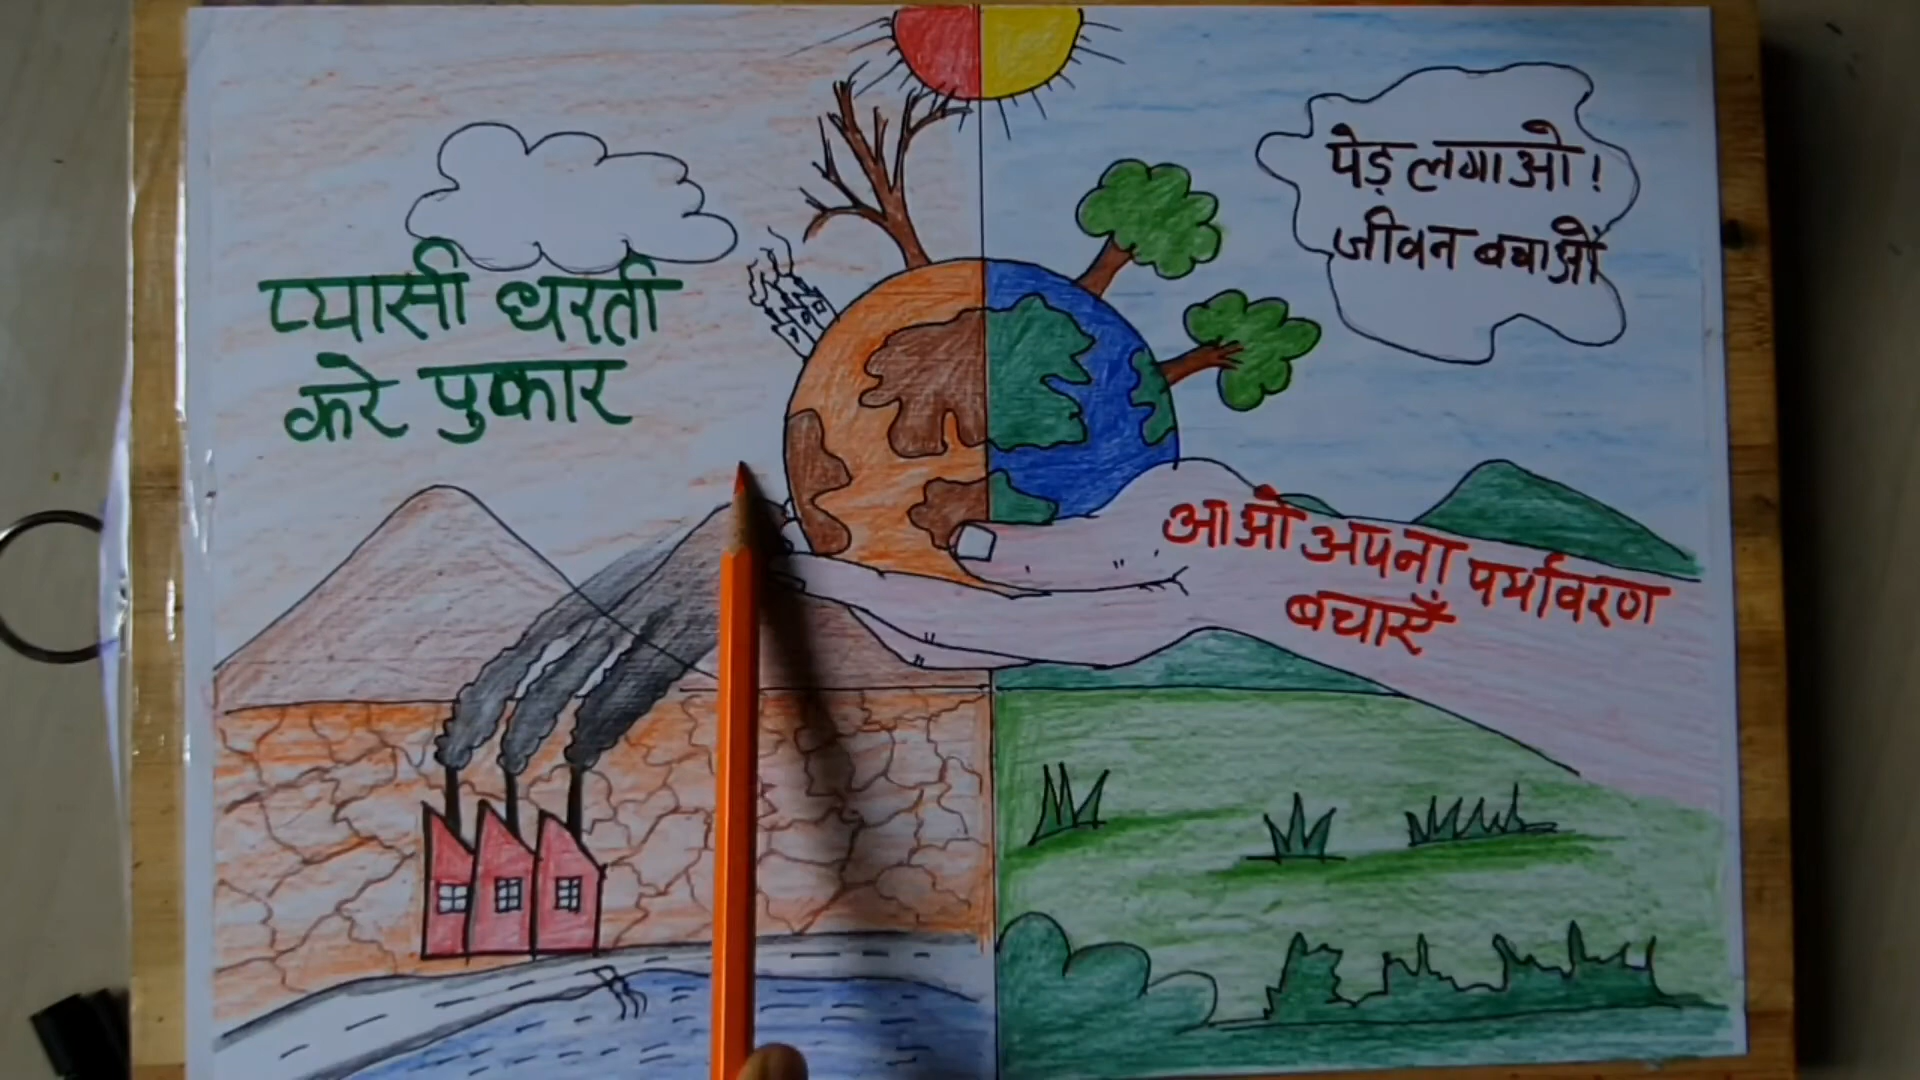 प्यासी धरती
करे पुकार
पेड़ लगाओ!
जीवन बचाओ
आओ अपना पर्यावरण
बचाएँ